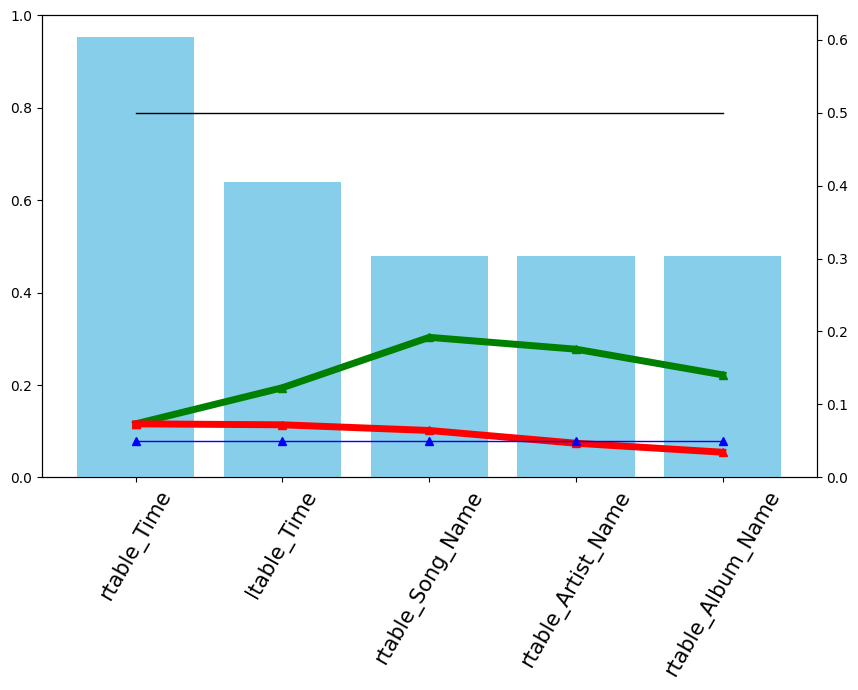 1.0
0.8
0.6
0.4
0.2
0.0
0.6
0.5
0.4
0.3
0.2
0.1
0.0
rtable_Time
ltable_Time
rtable_Song_Name
rtable_Artist_Name
rtable_Album_Name